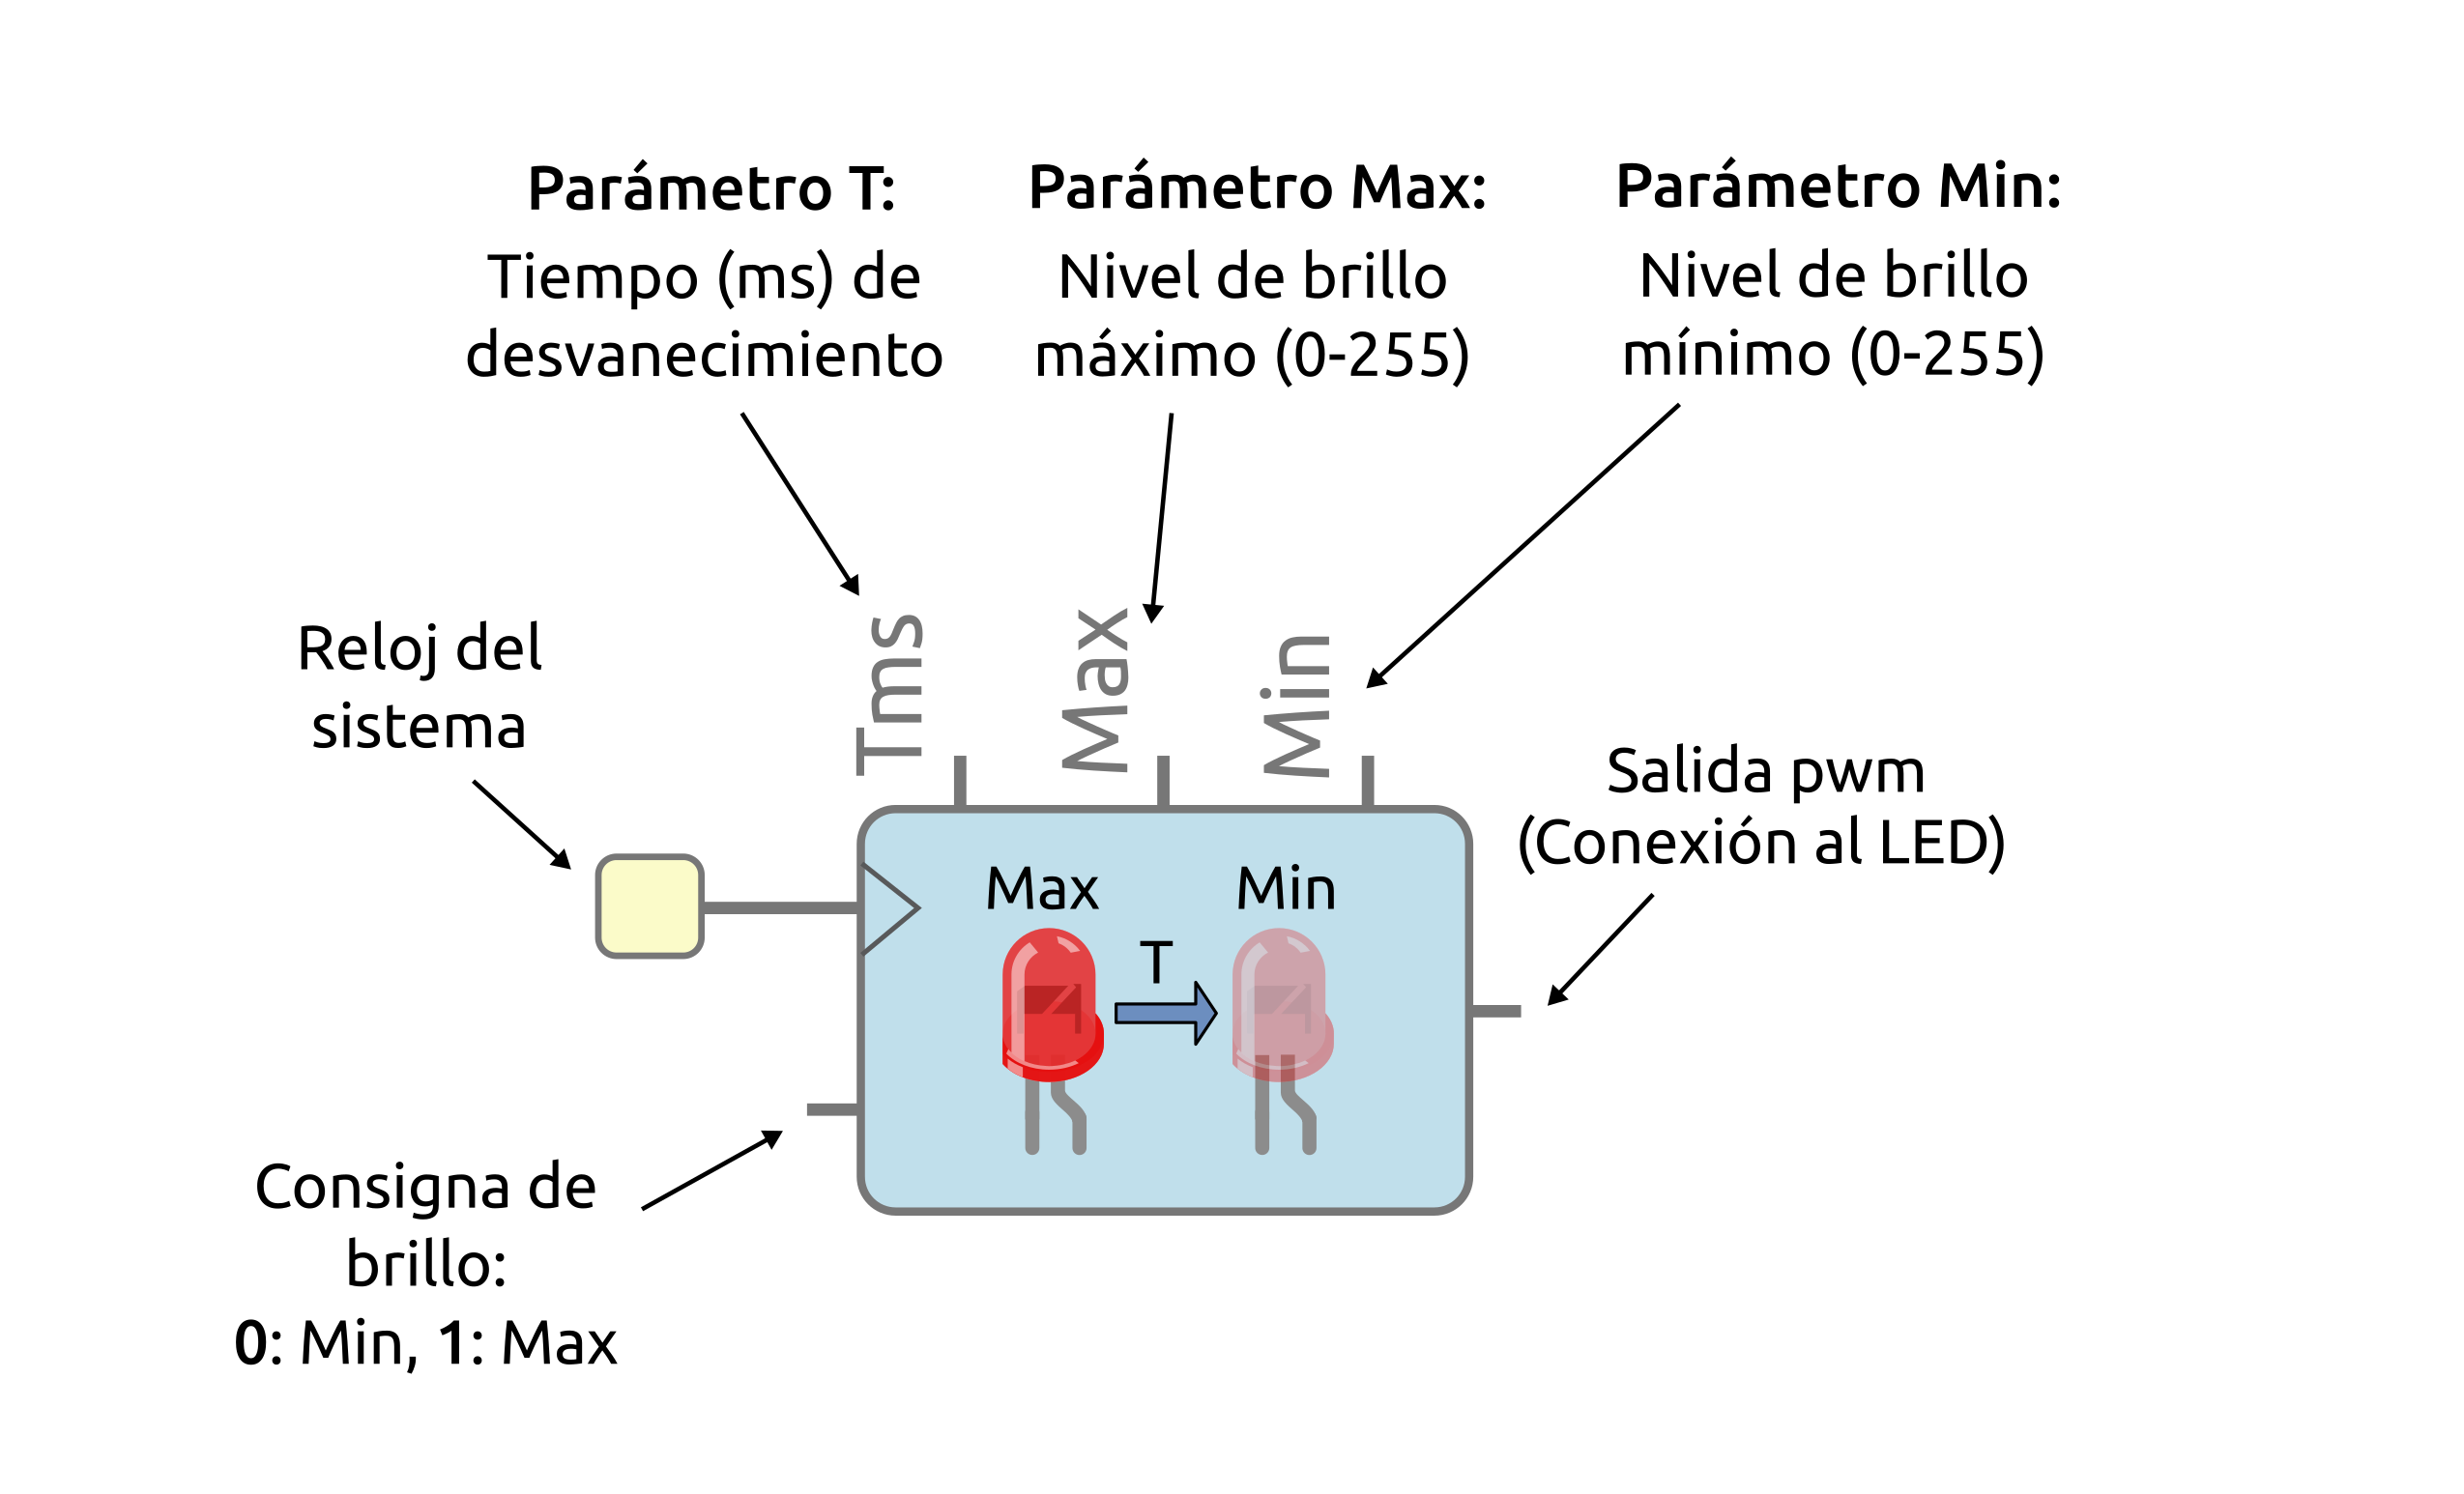 Parámetro T:
Tiempo (ms) de
desvanecimiento
Parámetro Max:
Nivel de brillo
máximo (0-255)
Parámetro Min:
Nivel de brillo
mínimo (0-255)
Reloj del
sistema
Tms
Max
Min
Salida pwm
(Conexión al LED)
Max
Min
T
Consigna de
brillo:
0: Min, 1: Max